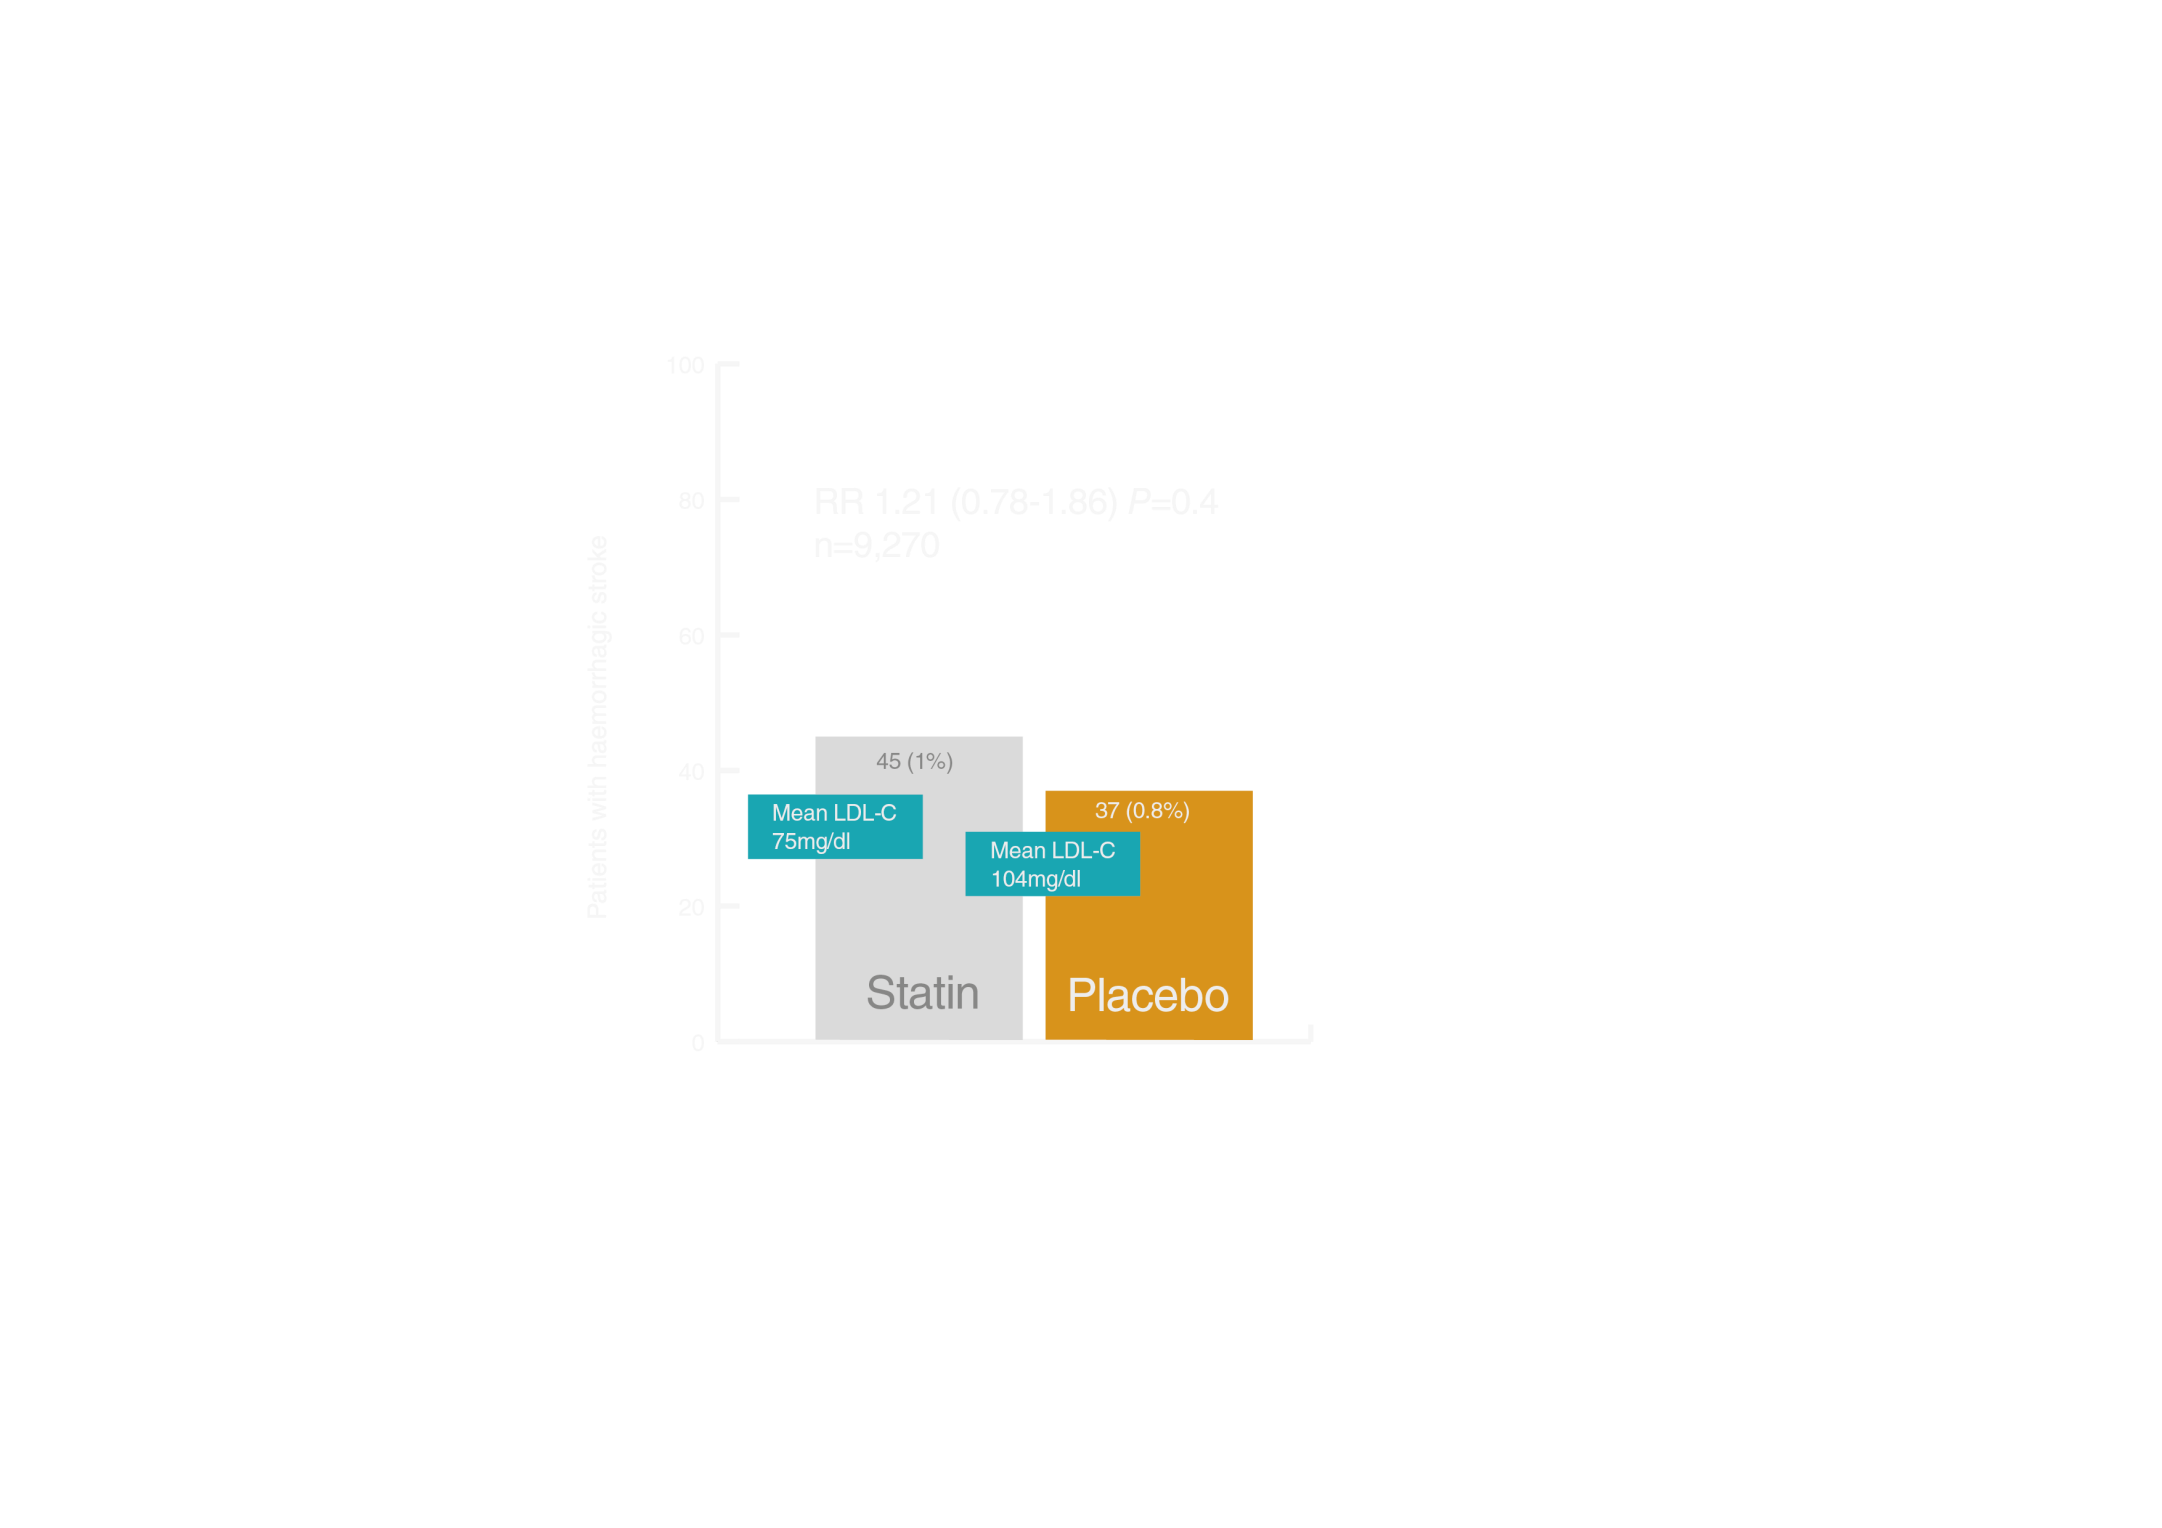 100
80
60
40
20
0
Patients with haemorrhagic stroke
RR 1.21 (0.78-1.86) P=0.4
n=9,270
45 (1%)
Mean LDL-C
75mg/dl
Statin
37 (0.8%)
Mean LDL-C
104mg/dl
Placebo